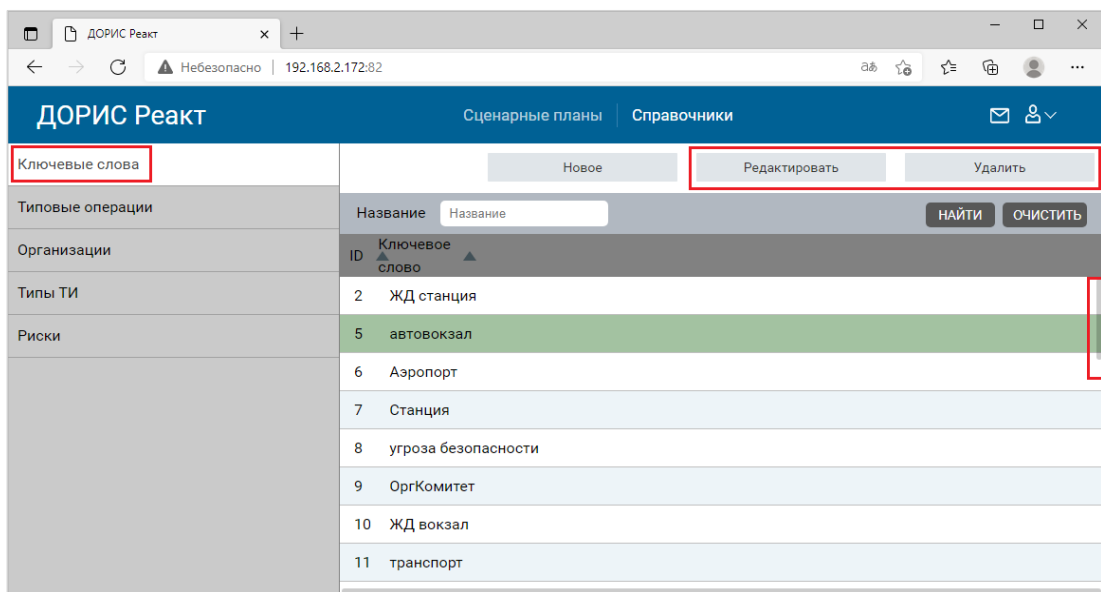 ДОРИС Реакт
Небезопасно | 192.168.2.172:82
ДОРИС Реакт Сценарные планы Справочники
Ключевые слова Новое Редактировать Удалить
Типовые операции Название Название НАЙТИ ОЧИСТИТЬ
Организации ID Ключевое
слово
Типы ТИ 2 ЖД станция
Риски 5 автовокзал
6 Аэропорт
7 Станция
8 угроза безопасности
9 ОргКомитет
10 ЖД вокзал
11 транспорт